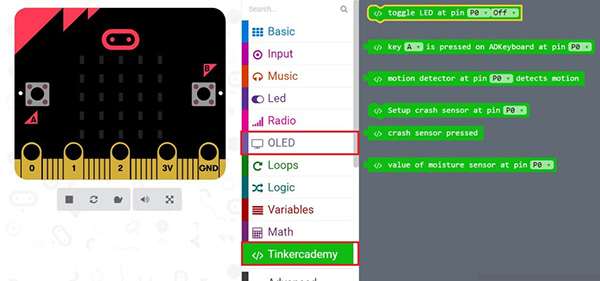 A
B
0 1 2 3V GND
Search...
Basic
Input
Music
Led
Radio
OLED
Loops
Logic
Variables
Math
Tinkercademy
Advanced
toggle LED at pin P0 Off
key A is pressed on ADKeyboard at pin P0
motion detector at pin P0 detects motion
Setup crash sensor at pin P0
crash sensor pressed
value of moisture sensor at pin P0